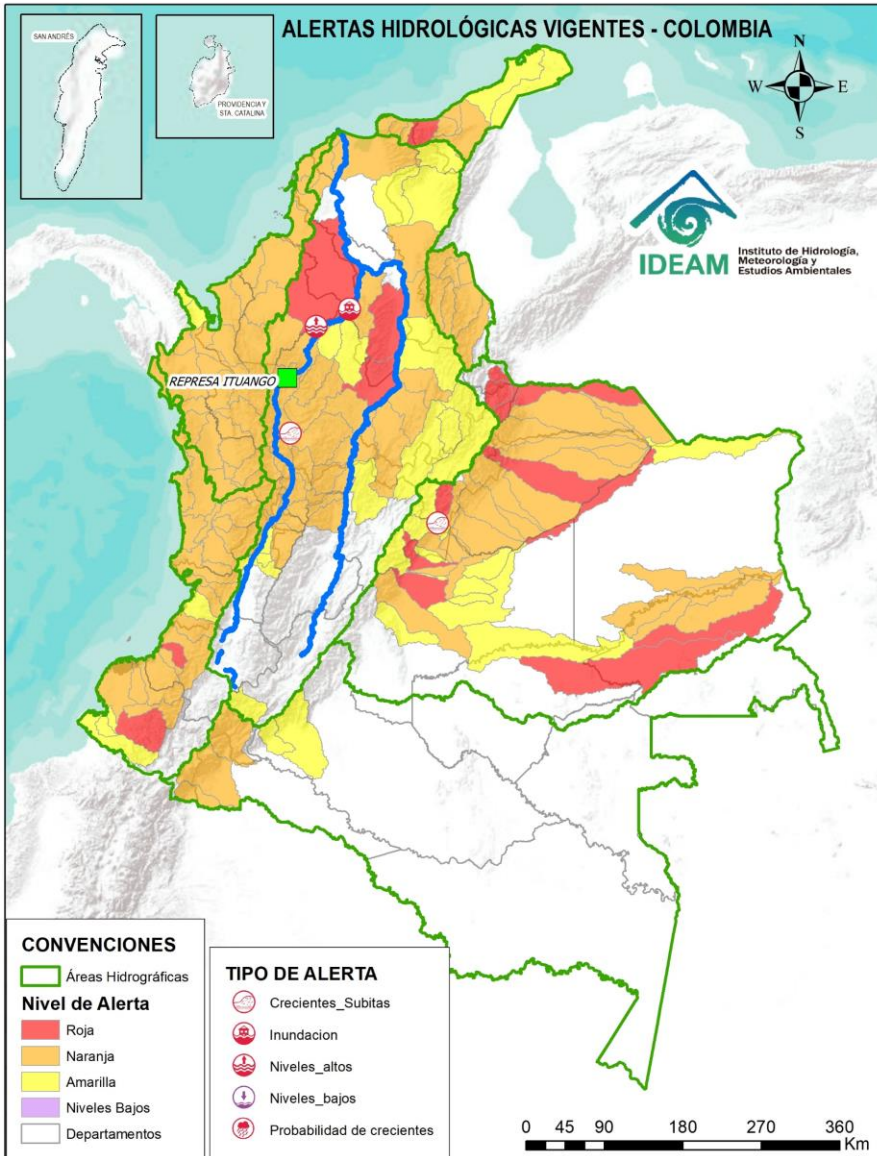 ALERTAS HIDROLÓGICAS VIGENTES - COLOMBIA
SAN ANDRÉS
PROVIDENCIA Y
STA. CATALINA
N
W
E
S
IDEAM
Instituto de Hidrología,
Meteorología y
Estudios Ambientales
REPRESA ITUANGO
CONVENCIONES
Áreas Hidrográficas
Nivel de Alerta
Roja
Naranja
Amarilla
Niveles Bajos
Departamentos
TIPO DE ALERTA
Crecientes_Subitas
Inundacion
Niveles_altos
Niveles_bajos
Probabilidad de crecientes
0 45 90 180 270 360
Km